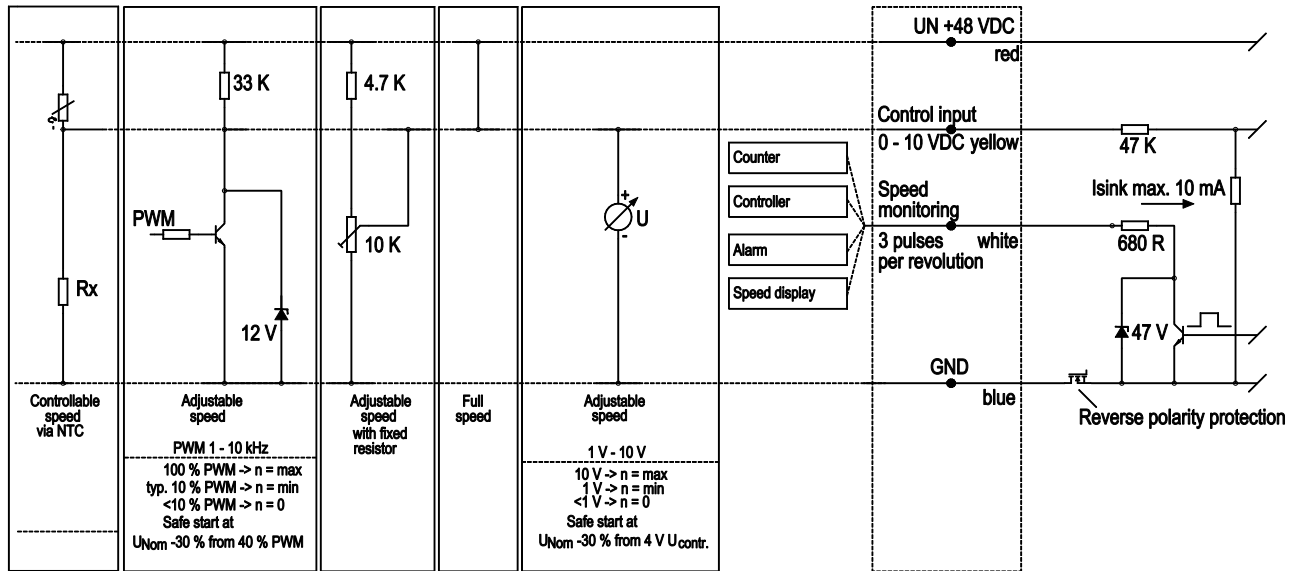 UN +48 VDC
red
33 K
4.7 K
-ϑ
Control input
0 - 10 VDC yellow
47 K
Counter
Controller
Alarm
Speed display
Speed
monitoring
3 pulses white
per revolution
Isink max. 10 mA
680 R
PWM
10 K
+
U
-
Rx
12 V
47 V
GND
blue
Reverse polarity protection
Controllable
speed
via NTC
Adjustable
speed
PWM 1 - 10 kHz
100 % PWM -> n = max
typ. 10 % PWM -> n = min
<10 % PWM -> n = 0
Safe start at
UNom -30 % from 40 % PWM
Adjustable
speed
with fixed
resistor
Full
speed
Adjustable
speed
1 V - 10 V
10 V -> n = max
1 V -> n = min
<1 V -> n = 0
Safe start at
UNom -30 % from 4 V Ucontr.